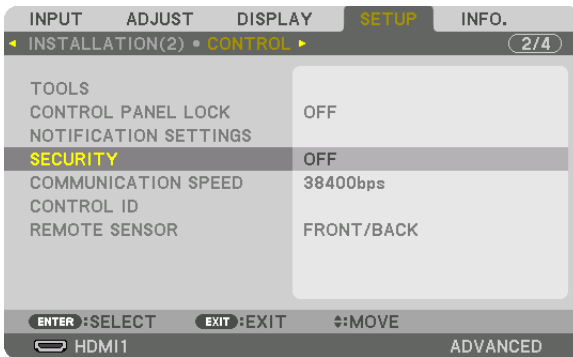 INPUT ADJUST DISPLAY SETUP INFO.
INSTALLATION(2) • CONTROL 2/4
TOOLS
CONTROL PANEL LOCK OFF
NOTIFICATION SETTINGS
SECURITY OFF
COMMUNICATION SPEED 38400bps
CONTROL ID
REMOTE SENSOR FRONT/BACK
ENTER :SELECT EXIT :EXIT :MOVE
HDMI1 ADVANCED